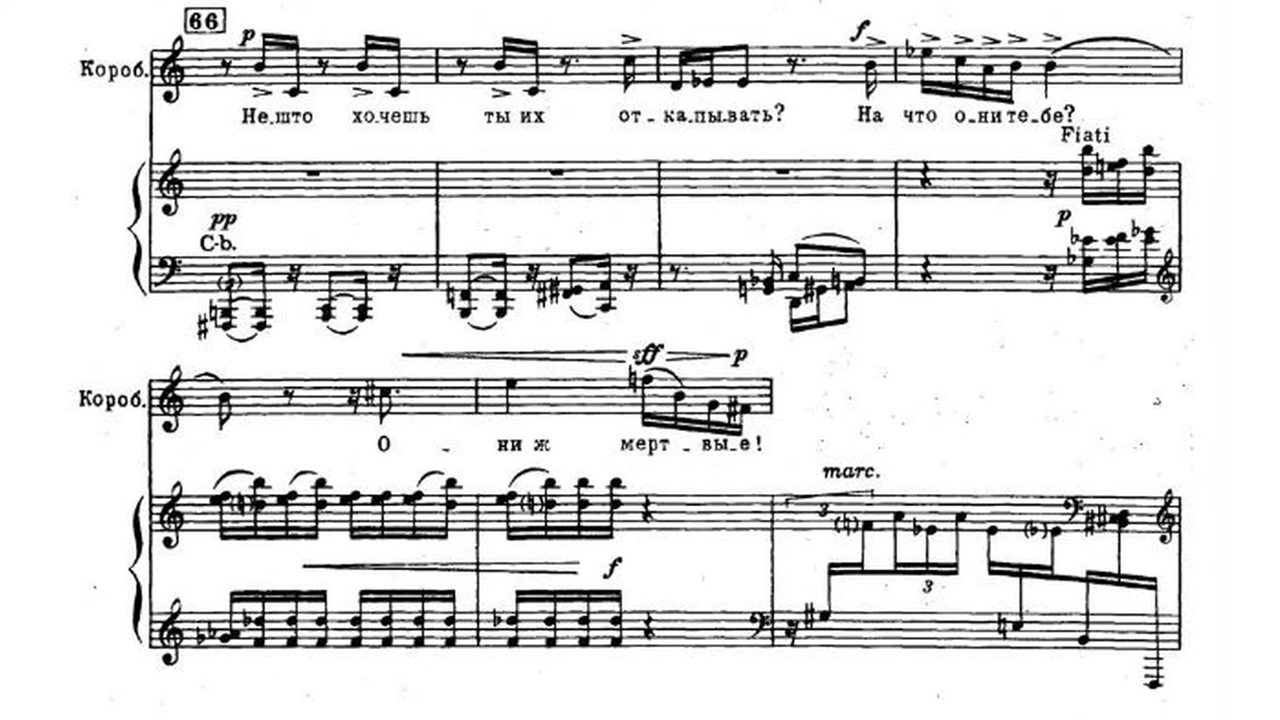 66
p f
Короб.
Не-што хо-чешь ты их от - ка-пы-вать? На что о-ни те-бе?
Fiati
pp p
C-b.
sff p
Короб.
О - ни ж мерт - вы-е!
marc.
3
f
3